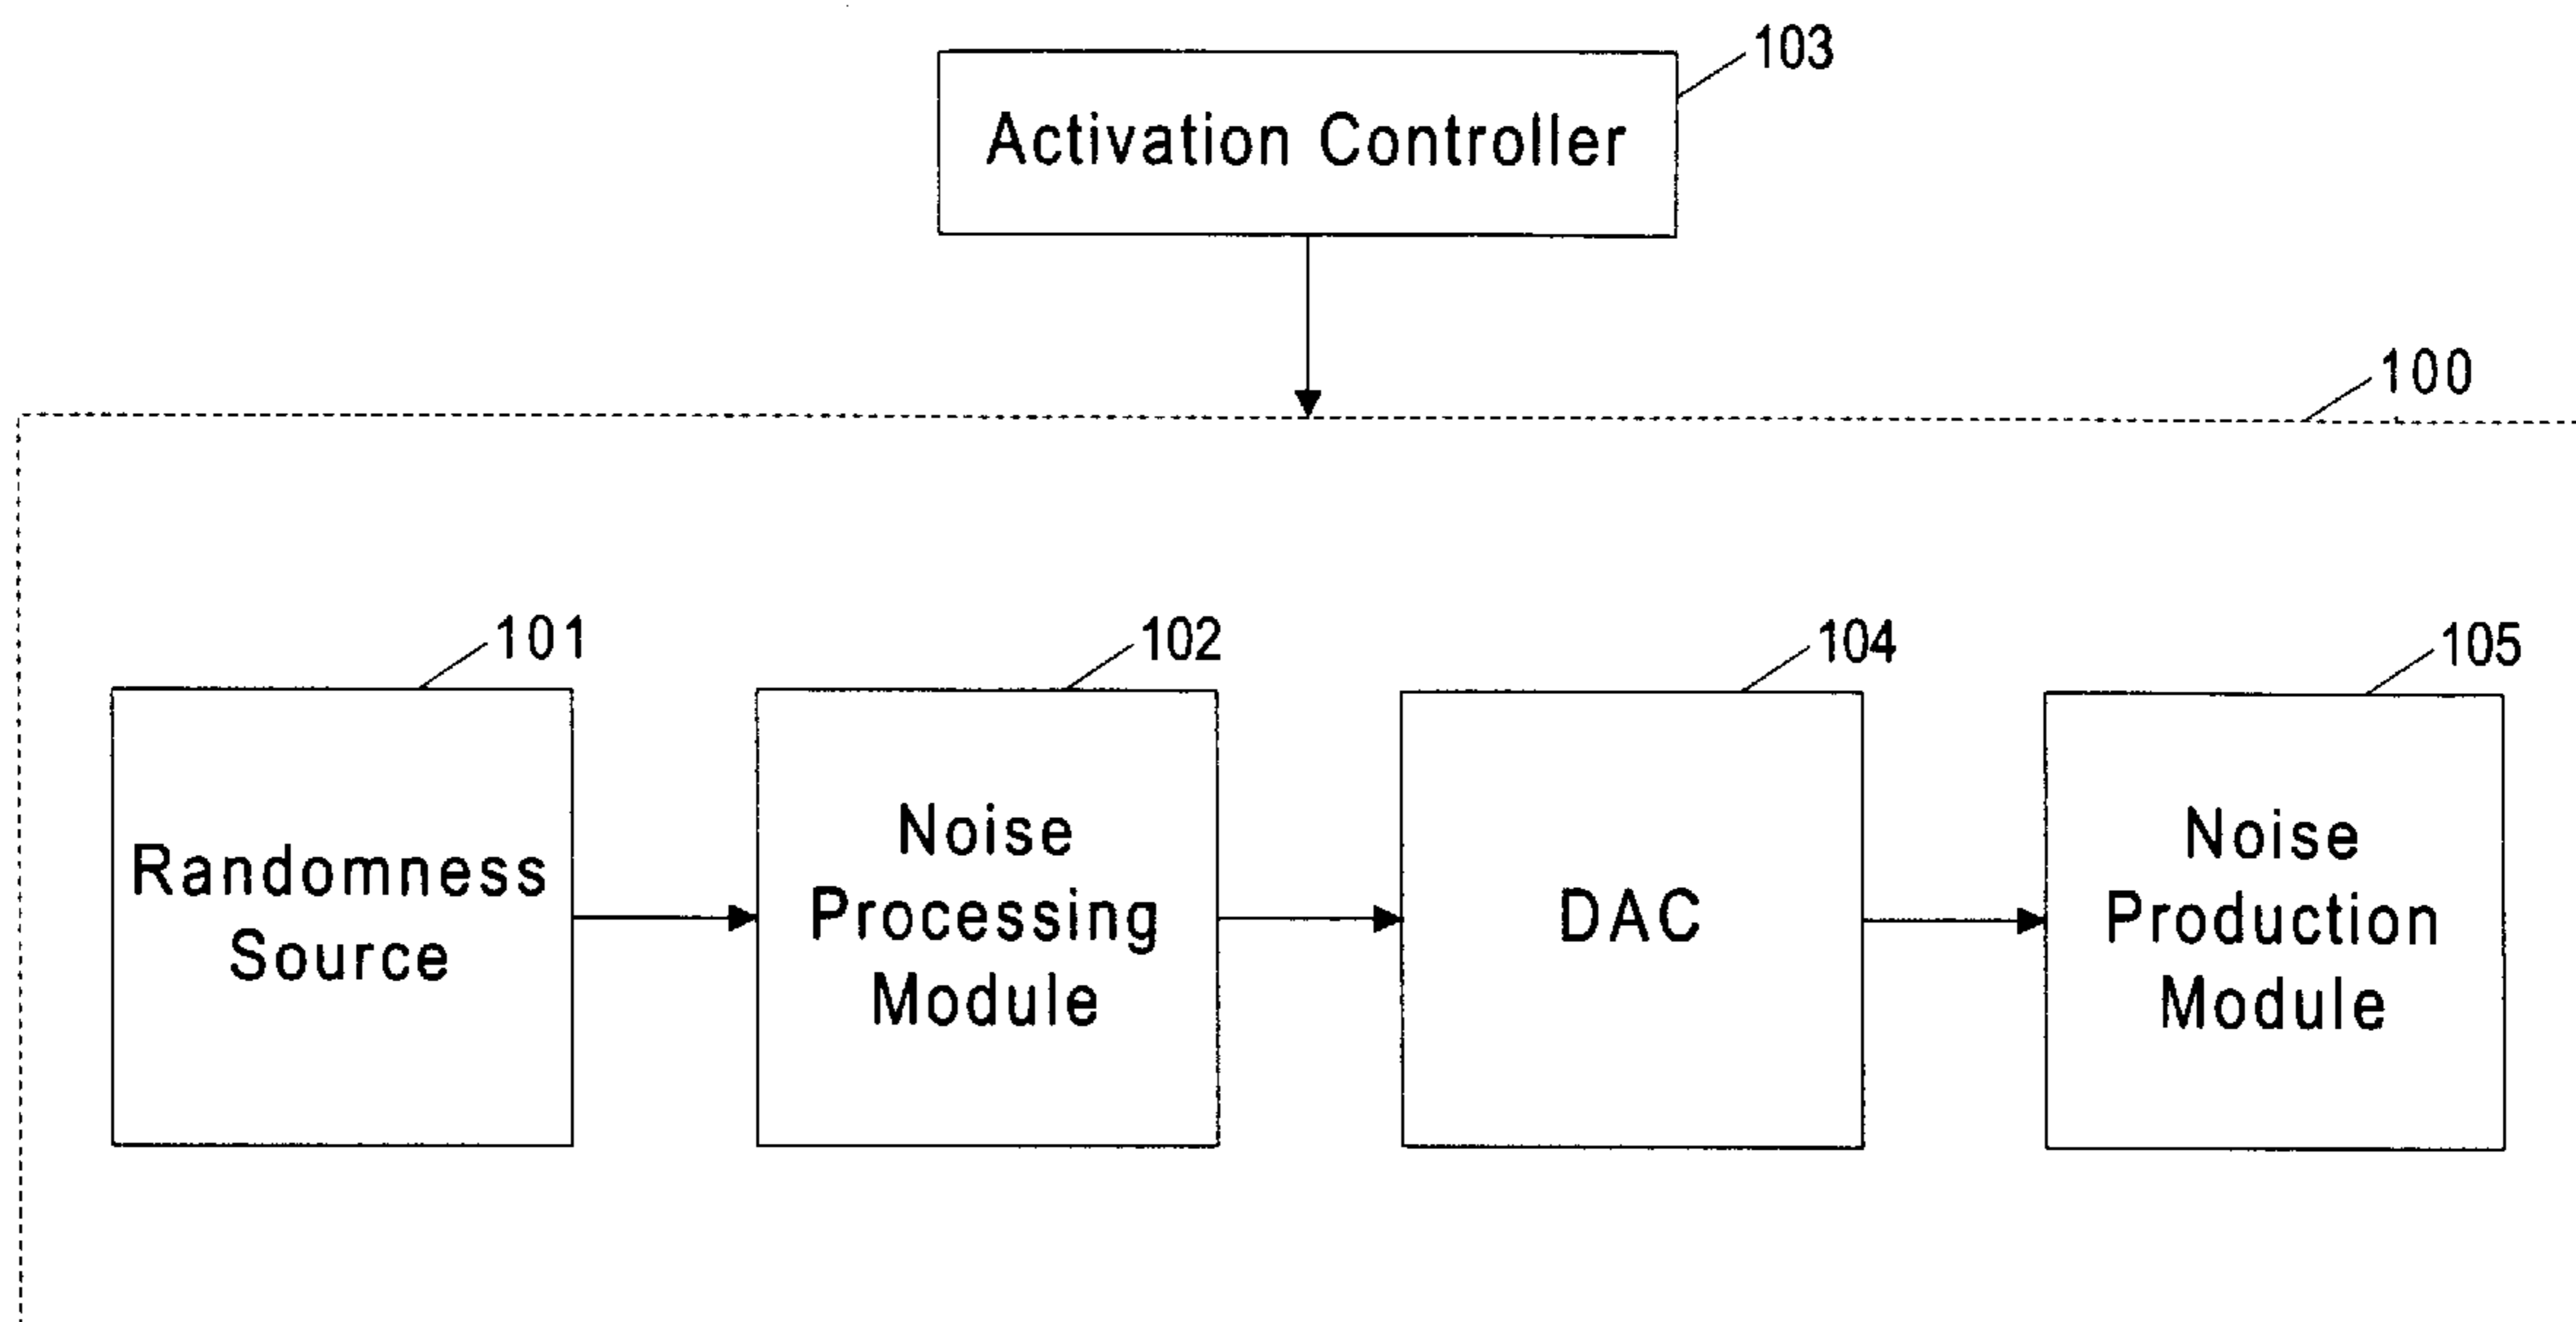 103
Activation Controller
100
101
102
104
105
Randomness
Source
Noise
Processing
Module
DAC
Noise
Production
Module